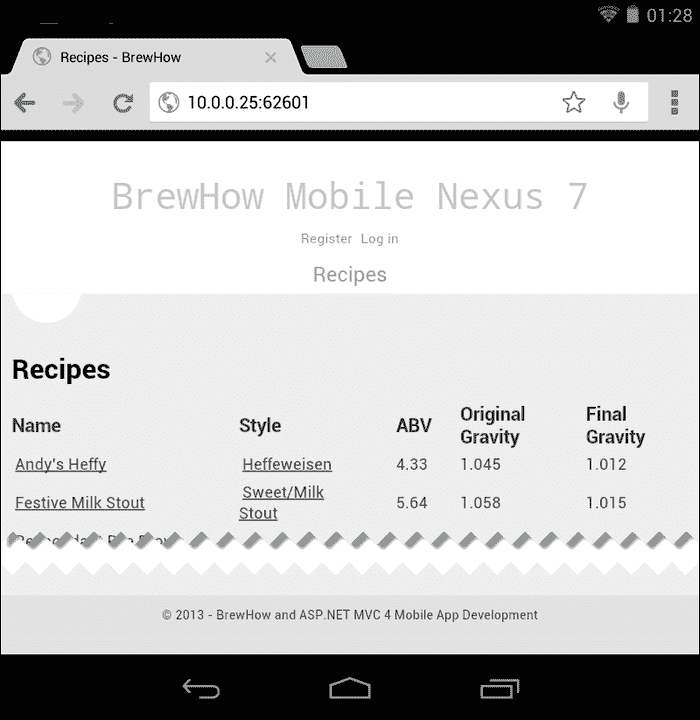 01:28
Recipes - BrewHow
10.0.0.25:62601
BrewHow Mobile Nexus 7
Register Log in
Recipes
Recipes
Name Style ABV Original Gravity Final Gravity
Andy's Heffy Heffeweisen 4.33 1.045 1.012
Festive Milk Stout Sweet/Milk Stout 5.64 1.058 1.015
© 2013 - BrewHow and ASP.NET MVC 4 Mobile App Development